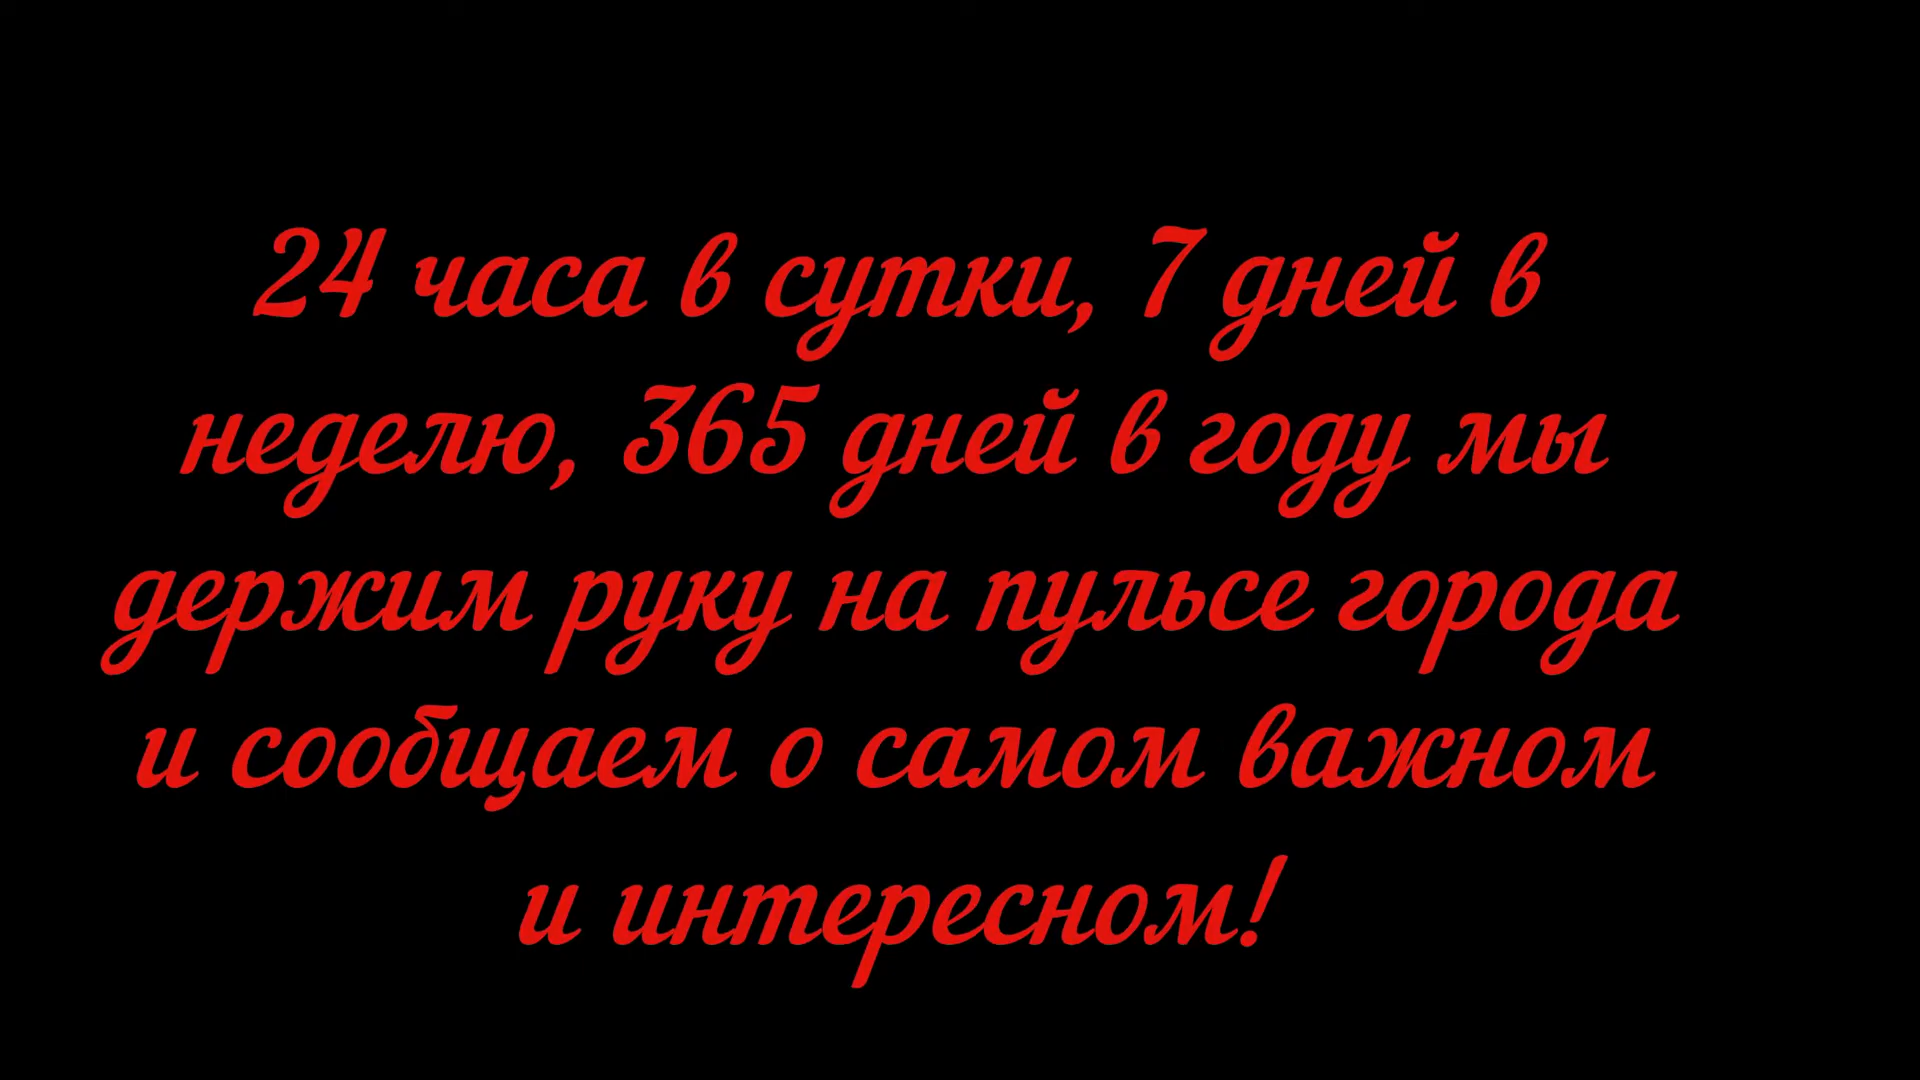 24 часа в сутки, 7 дней в
неделю, 365 дней в году мы
держим руку на пульсе города
и сообщаем о самом важном
и интересном!